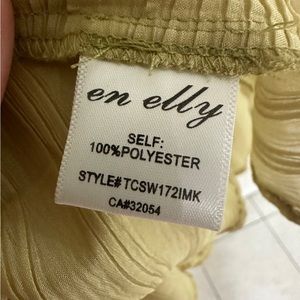 en elly
SELF:
100%POLYESTER
STYLE#TCSW172IMK
CA#32054